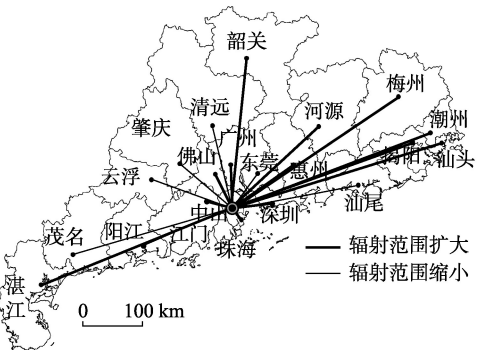 韶关
梅州
清远
河源
潮州
肇庆
广州
揭阳
汕头
佛山
东莞
惠州
云浮
汕尾
中山
深圳
茂名
阳江
江门
珠海
湛
江
辐射范围扩大
辐射范围缩小
0 100 km